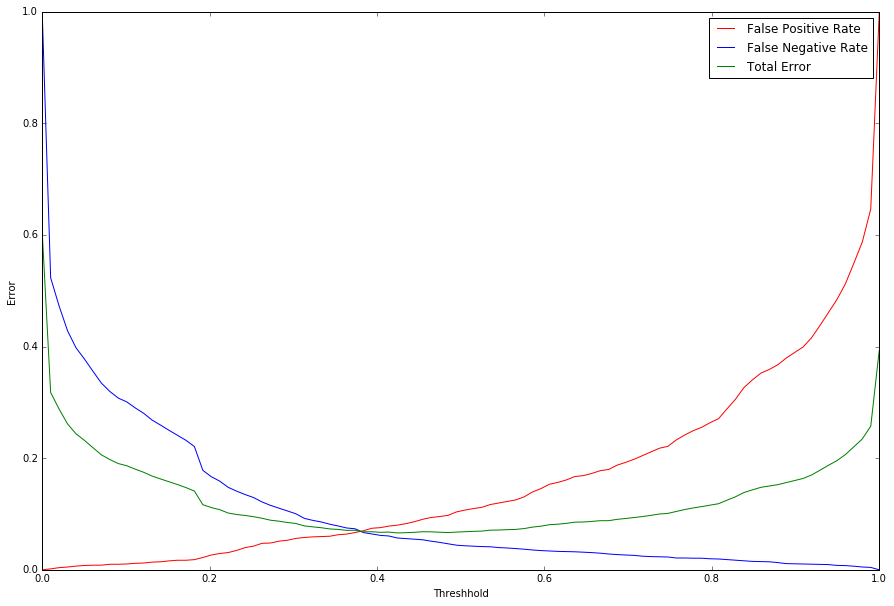 1.0
False Positive Rate
False Negative Rate
Total Error
0.8
0.6
Error
0.4
0.2
0.0
0.0 0.2 0.4 0.6 0.8 1.0
Threshhold